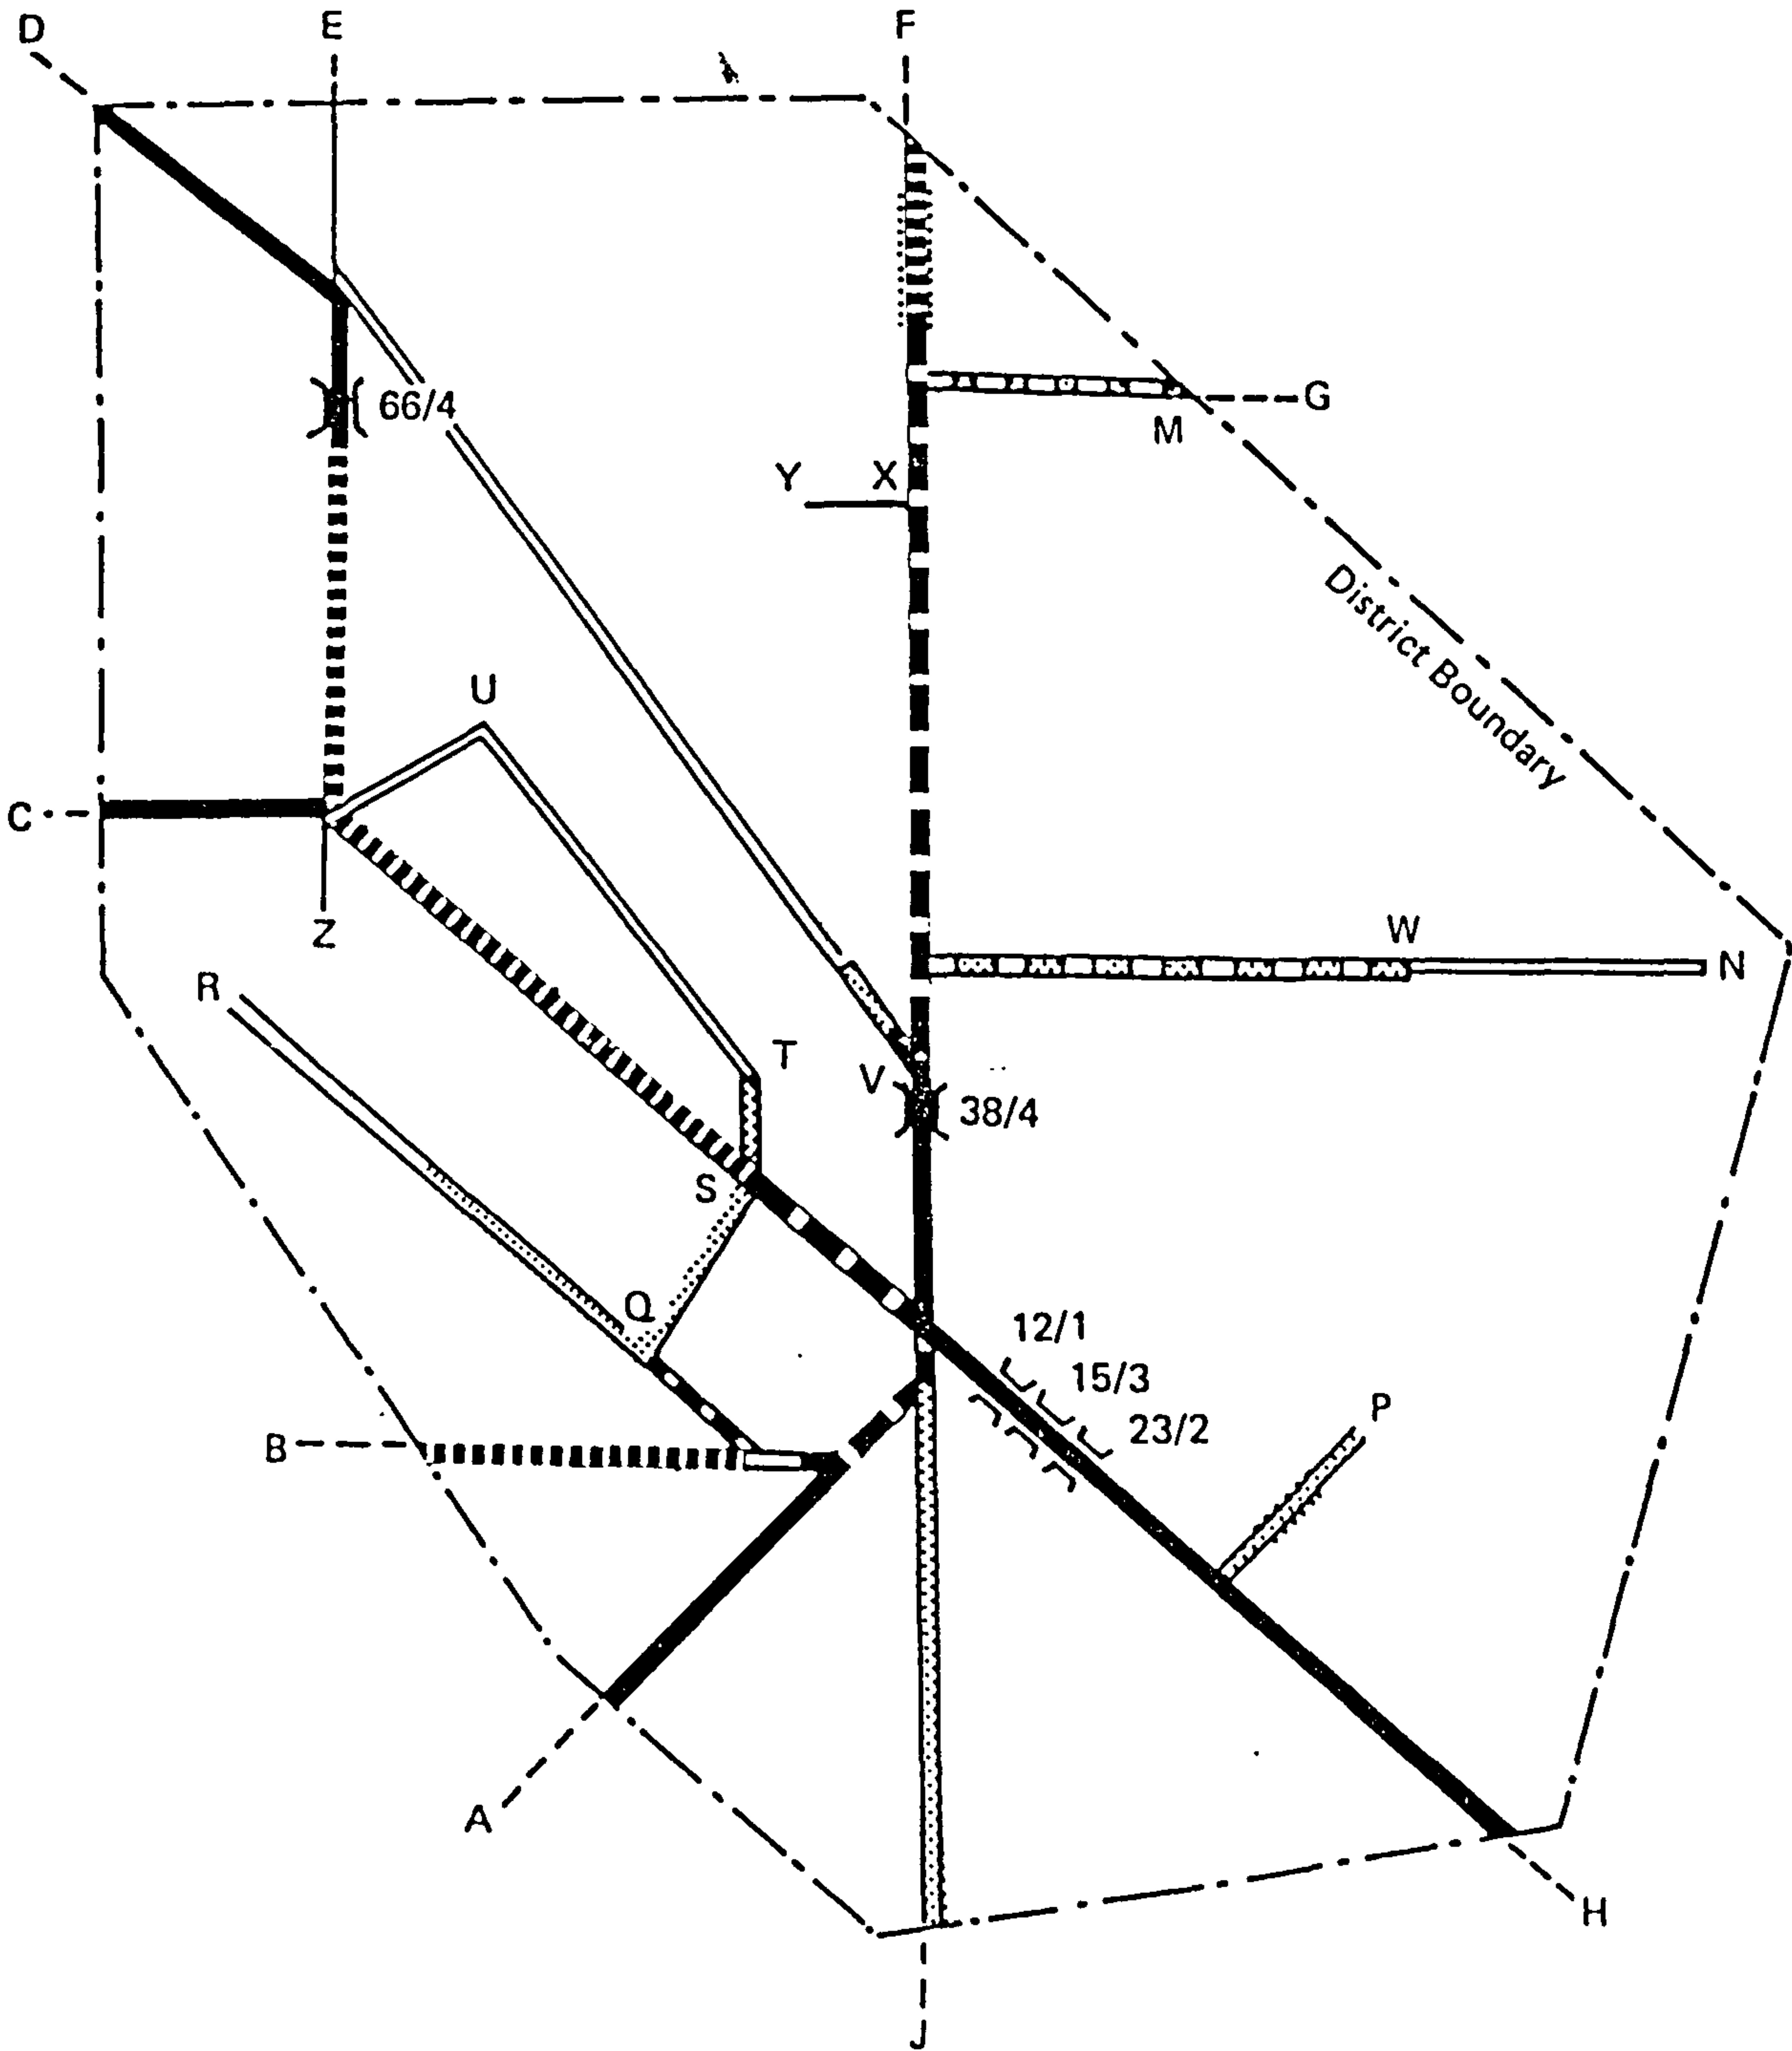 D
E
F
66/4
G
M
Y
X
District Boundary
U
C
Z
W
N
R
T
V
38/4
S
Q
12/1
15/3
23/2
P
B
A
H
J